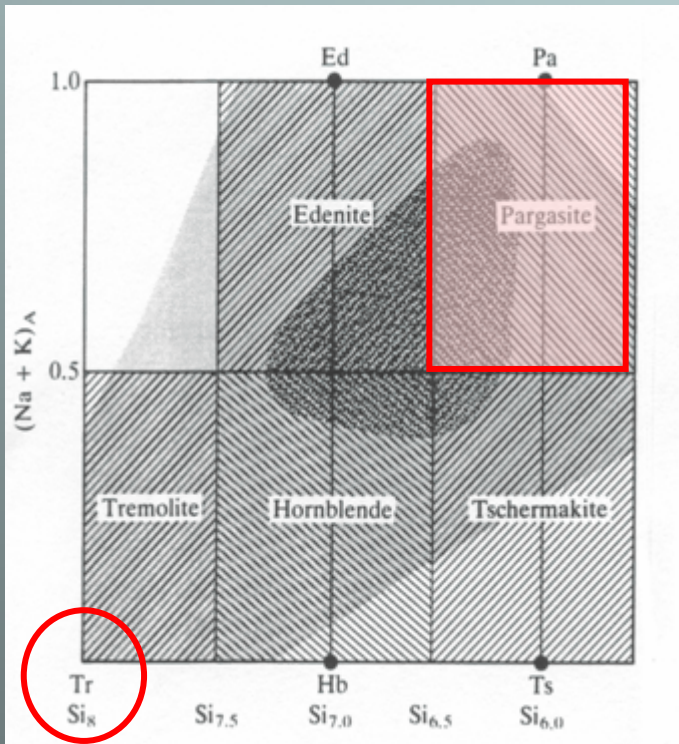 Ed Pa
1.0
Edenite Pargasite
(Na + K)A
0.5
Tremolite Hornblende Tschermakite
Tr Hb Ts
Si8 Si7.5 Si7.0 Si6.5 Si6.0